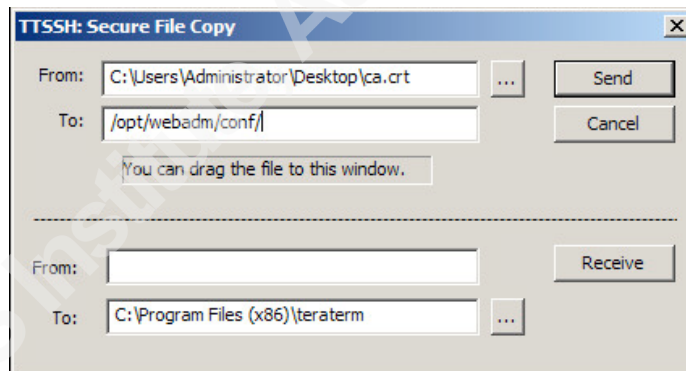 TTSSH: Secure File Copy
From: C:\Users\Administrator\Desktop\ca.crt ... Send
To: /opt/webadm/conf/ Cancel
You can drag the file to this window.
From: Receive
To: C:\Program Files (x86)\teraterm ...